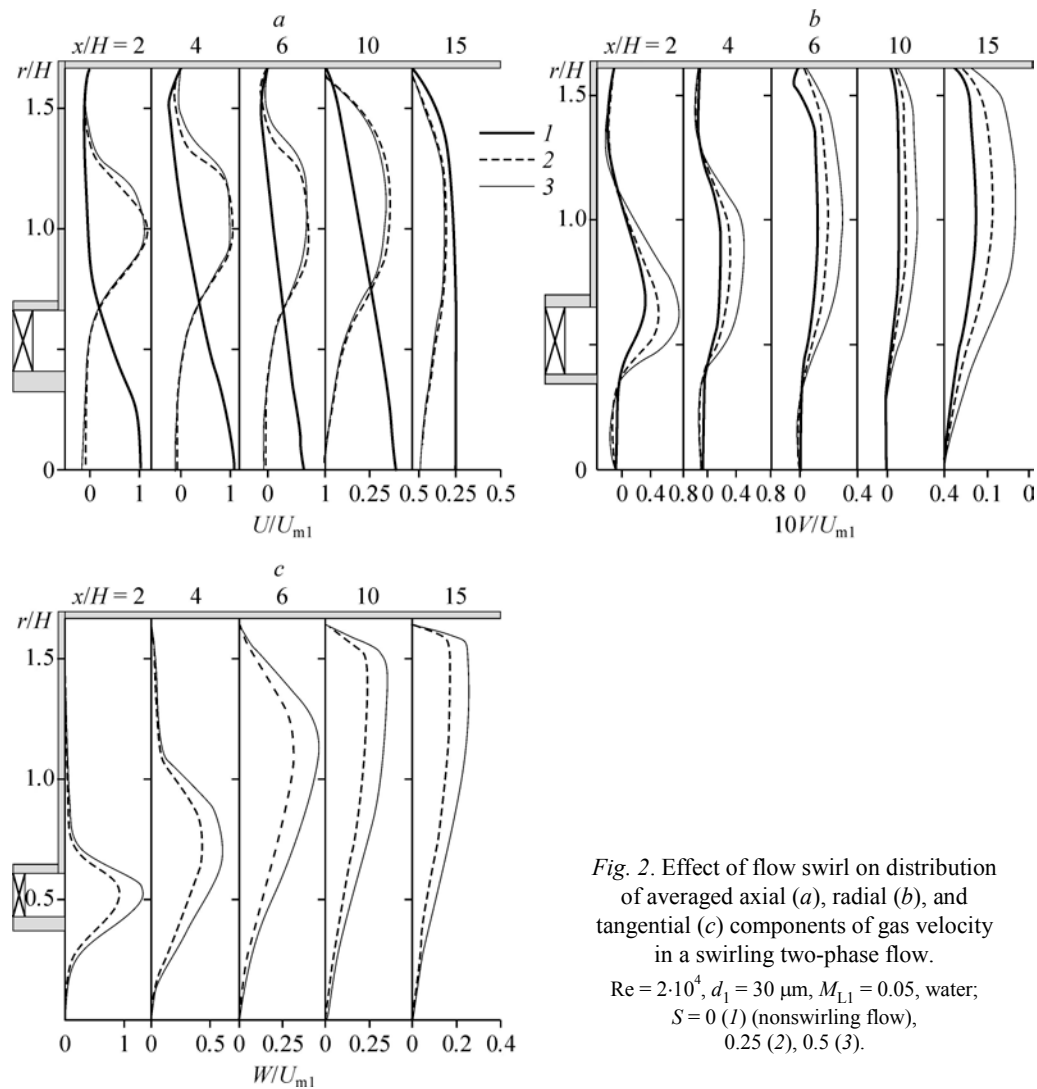 a
x/H = 2 4 6 10 15
r/H
1.5
1.0
0
0 1 0 1 0 1 0.25 0.5 0.25 0.5
U/Um1
1
2
3
b
x/H = 2 4 6 10 15
r/H
1.5
1.0
0
0 0.4 0.8 0 0.4 0.8 0 0.4 0 0.4 0.1 0
10V/Um1
c
x/H = 2 4 6 10 15
r/H
1.5
1.0
0.5
0 1 0 0.5 0 0.25 0 0.25 0 0.2 0.4
W/Um1
Fig. 2. Effect of flow swirl on distribution
of averaged axial (a), radial (b), and
tangential (c) components of gas velocity
in a swirling two-phase flow.
Re = 2·10⁴, d₁ = 30 μm, M_L1 = 0.05, water;
S = 0 (1) (nonswirling flow),
0.25 (2), 0.5 (3).